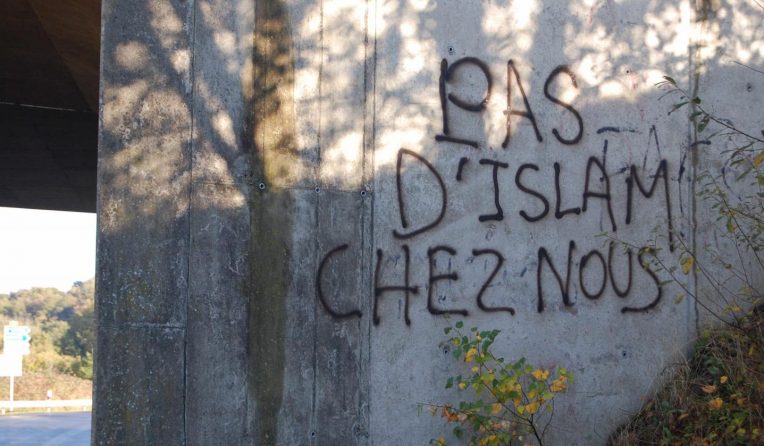 PAS
D'ISLAM
CHEZ NOUS